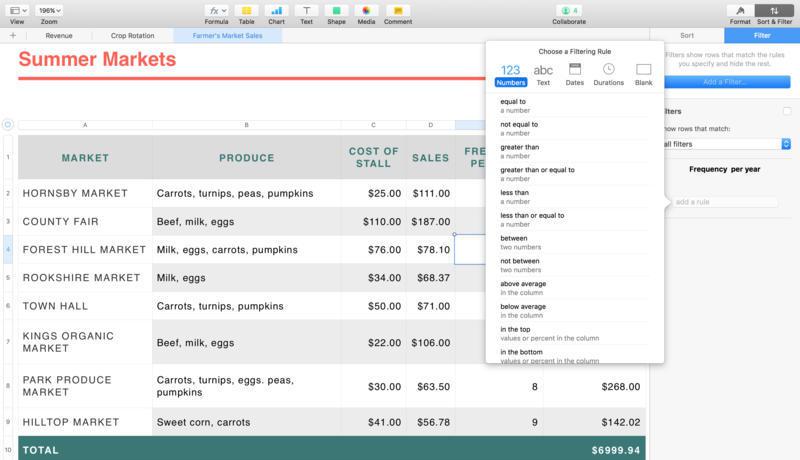 196%
View
Zoom
Formula
Table
Chart
Text
Shape
Media
Comment
4
Collaborate
Format
Sort & Filter
+
Revenue
Crop Rotation
Farmer's Market Sales
Sort
Filter
Summer Markets
A
B
C
D
1
MARKET
PRODUCE
COST OF
STALL
SALES
FRE
PE
2
HORNSBY MARKET
Carrots, turnips, peas, pumpkins
$25.00
$111.00
3
COUNTY FAIR
Beef, milk, eggs
$110.00
$187.00
4
FOREST HILL MARKET
Milk, eggs, carrots, pumpkins
$76.00
$78.10
5
ROOKSHIRE MARKET
Milk, eggs
$34.00
$68.37
6
TOWN HALL
Carrots, turnips, pumpkins
$50.00
$71.00
7
KINGS ORGANIC
MARKET
Beef, milk, eggs
$22.00
$106.00
8
PARK PRODUCE
MARKET
Carrots, turnips, eggs. peas,
pumpkins
$30.00
$63.50
8
$268.00
9
HILLTOP MARKET
Sweet corn, carrots
$41.00
$56.78
9
$142.02
10
TOTAL
$6999.94
Choose a Filtering Rule
123
abc
Numbers
Text
Dates
Durations
Blank
equal to
a number
not equal to
a number
greater than
a number
greater than or equal to
a number
less than
a number
less than or equal to
a number
between
two numbers
not between
two numbers
above average
in the column
below average
in the column
in the top
values or percent in the column
in the bottom
values or percent in the column
Filters show rows that match the rules
you specify and hide the rest.
Add a Filter...
lters
how rows that match:
all filters
Frequency per year
add a rule